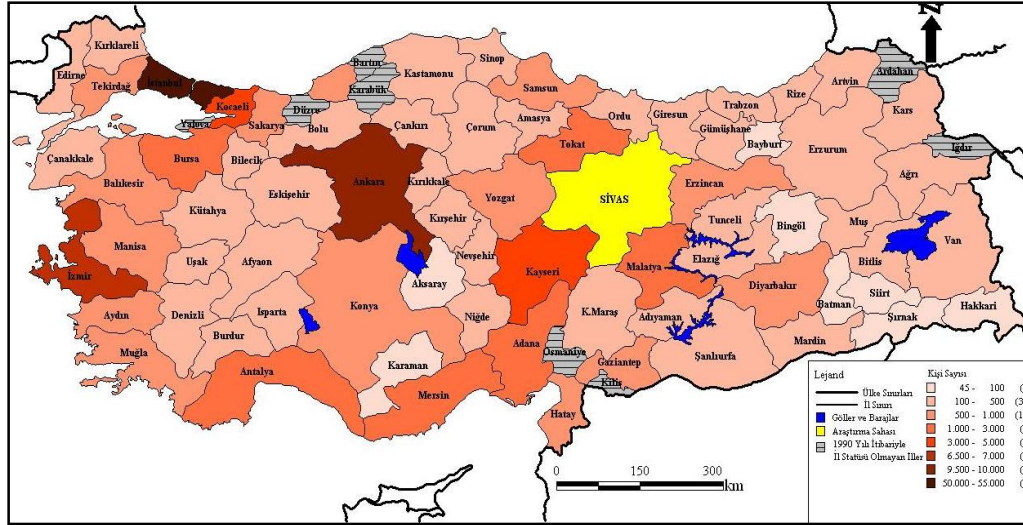 N
Kırklareli
Edirne
Tekirdağ
İstanbul
Kocaeli
Yalova
Sakarya
Düzce
Bolu
Bartın
Karabük
Kastamonu
Sinop
Samsun
Çankırı
Çorum
Amasya
Ordu
Giresun
Trabzon
Rize
Artvin
Ardahan
Kars
Gümüşhane
Bayburt
Erzurum
Iğdır
Ağrı
Çanakkale
Bursa
Bilecik
Balıkesir
Kütahya
Eskişehir
Ankara
Kırıkkale
Kırşehir
Yozgat
Tokat
SİVAS
Erzincan
Tunceli
Bingöl
Muş
Van
Bitlis
Manisa
İzmir
Uşak
Afyaon
Aksaray
Nevşehir
Kayseri
Malatya
Elazığ
Diyarbakır
Batman
Siirt
Şırnak
Hakkari
Mardin
Aydın
Denizli
Isparta
Burdur
Konya
Niğde
K.Maraş
Adıyaman
Şanlıurfa
Muğla
Antalya
Karaman
Mersin
Adana
Osmaniye
Gaziantep
Kilis
Hatay
0 100 300
km
Lejand
Ülke Sınırları
İl Sınırı
Göller ve Barajlar
Araştırma Sahası
1990 Yılı İtibariyle
İl Statüsü Olmayan İller
Kişi Sayısı
45 - 100 (
100 - 500 (3
500 - 1.000 (1
1.000 - 3.000 (
3.000 - 5.000 (
6.500 - 7.000 (
9.500 - 10.000 (
50.000 - 55.000 (